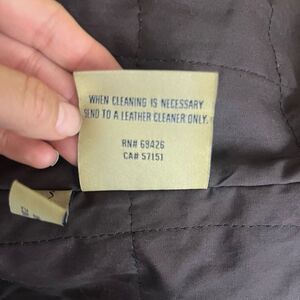 WHEN CLEANING IS NECESSARY
SEND TO A LEATHER CLEANER ONLY.
RN# 69426
CA# 57151